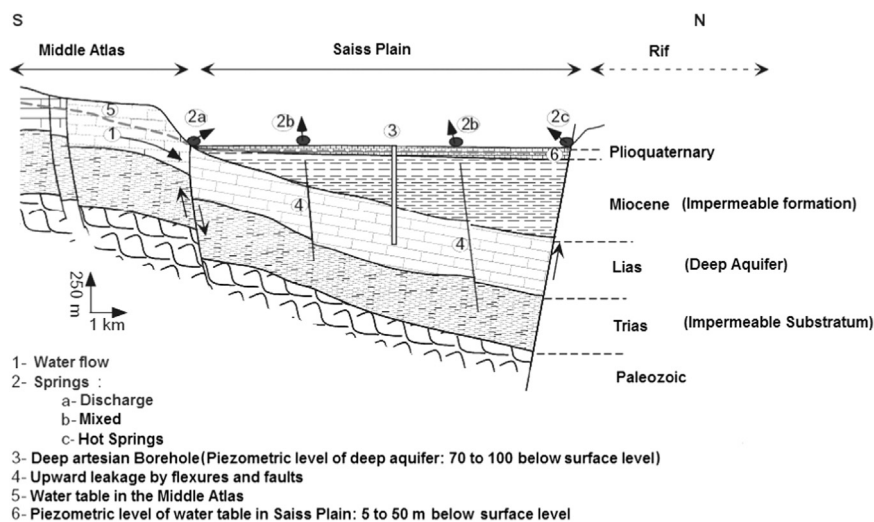 S N
Middle Atlas Saiss Plain Rif
2a 2b 3 2b 2c
5
1
6 Plioquaternary
4 Miocene (Impermeable formation)
4
Lias (Deep Aquifer)
250 m
1 km
Trias (Impermeable Substratum)
Paleozoic
1- Water flow
2- Springs :
a- Discharge
b- Mixed
c- Hot Springs
3- Deep artesian Borehole(Piezometric level of deep aquifer: 70 to 100 below surface level)
4- Upward leakage by flexures and faults
5- Water table in the Middle Atlas
6- Piezometric level of water table in Saiss Plain: 5 to 50 m below surface level